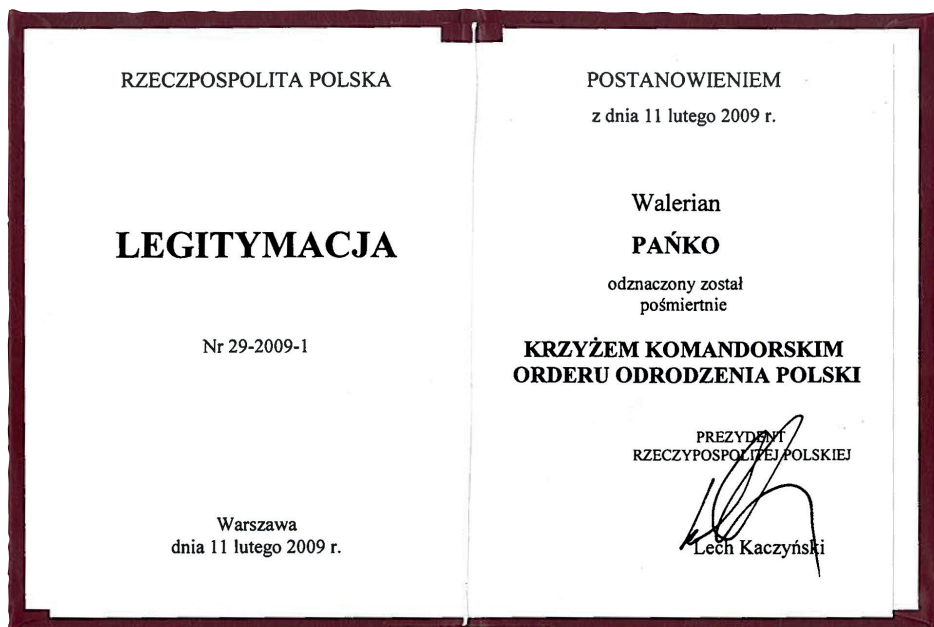 RZECZPOSPOLITA POLSKA
LEGITYMACJA
Nr 29-2009-1
Warszawa
dnia 11 lutego 2009 r.
POSTANOWIENIEM
z dnia 11 lutego 2009 r.
Walerian
PAŃKO
odznaczony został
pośmiertnie
KRZYŻEM KOMANDORSKIM
ORDERU ODRODZENIA POLSKI
PREZYDENT
RZECZYPOSPOLITEJ POLSKIEJ
Lech Kaczyński